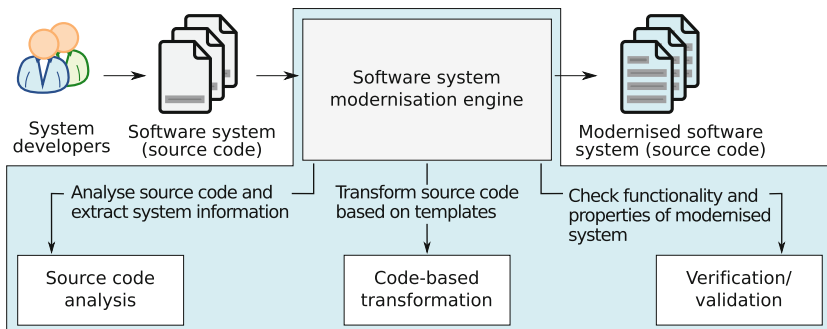 Software system
modernisation engine
System
developers
Software system
(source code)
Modernised software
system (source code)
Analyse source code and
extract system information
Transform source code
based on templates
Check functionality and
properties of modernised
system
Source code
analysis
Code-based
transformation
Verification/
validation